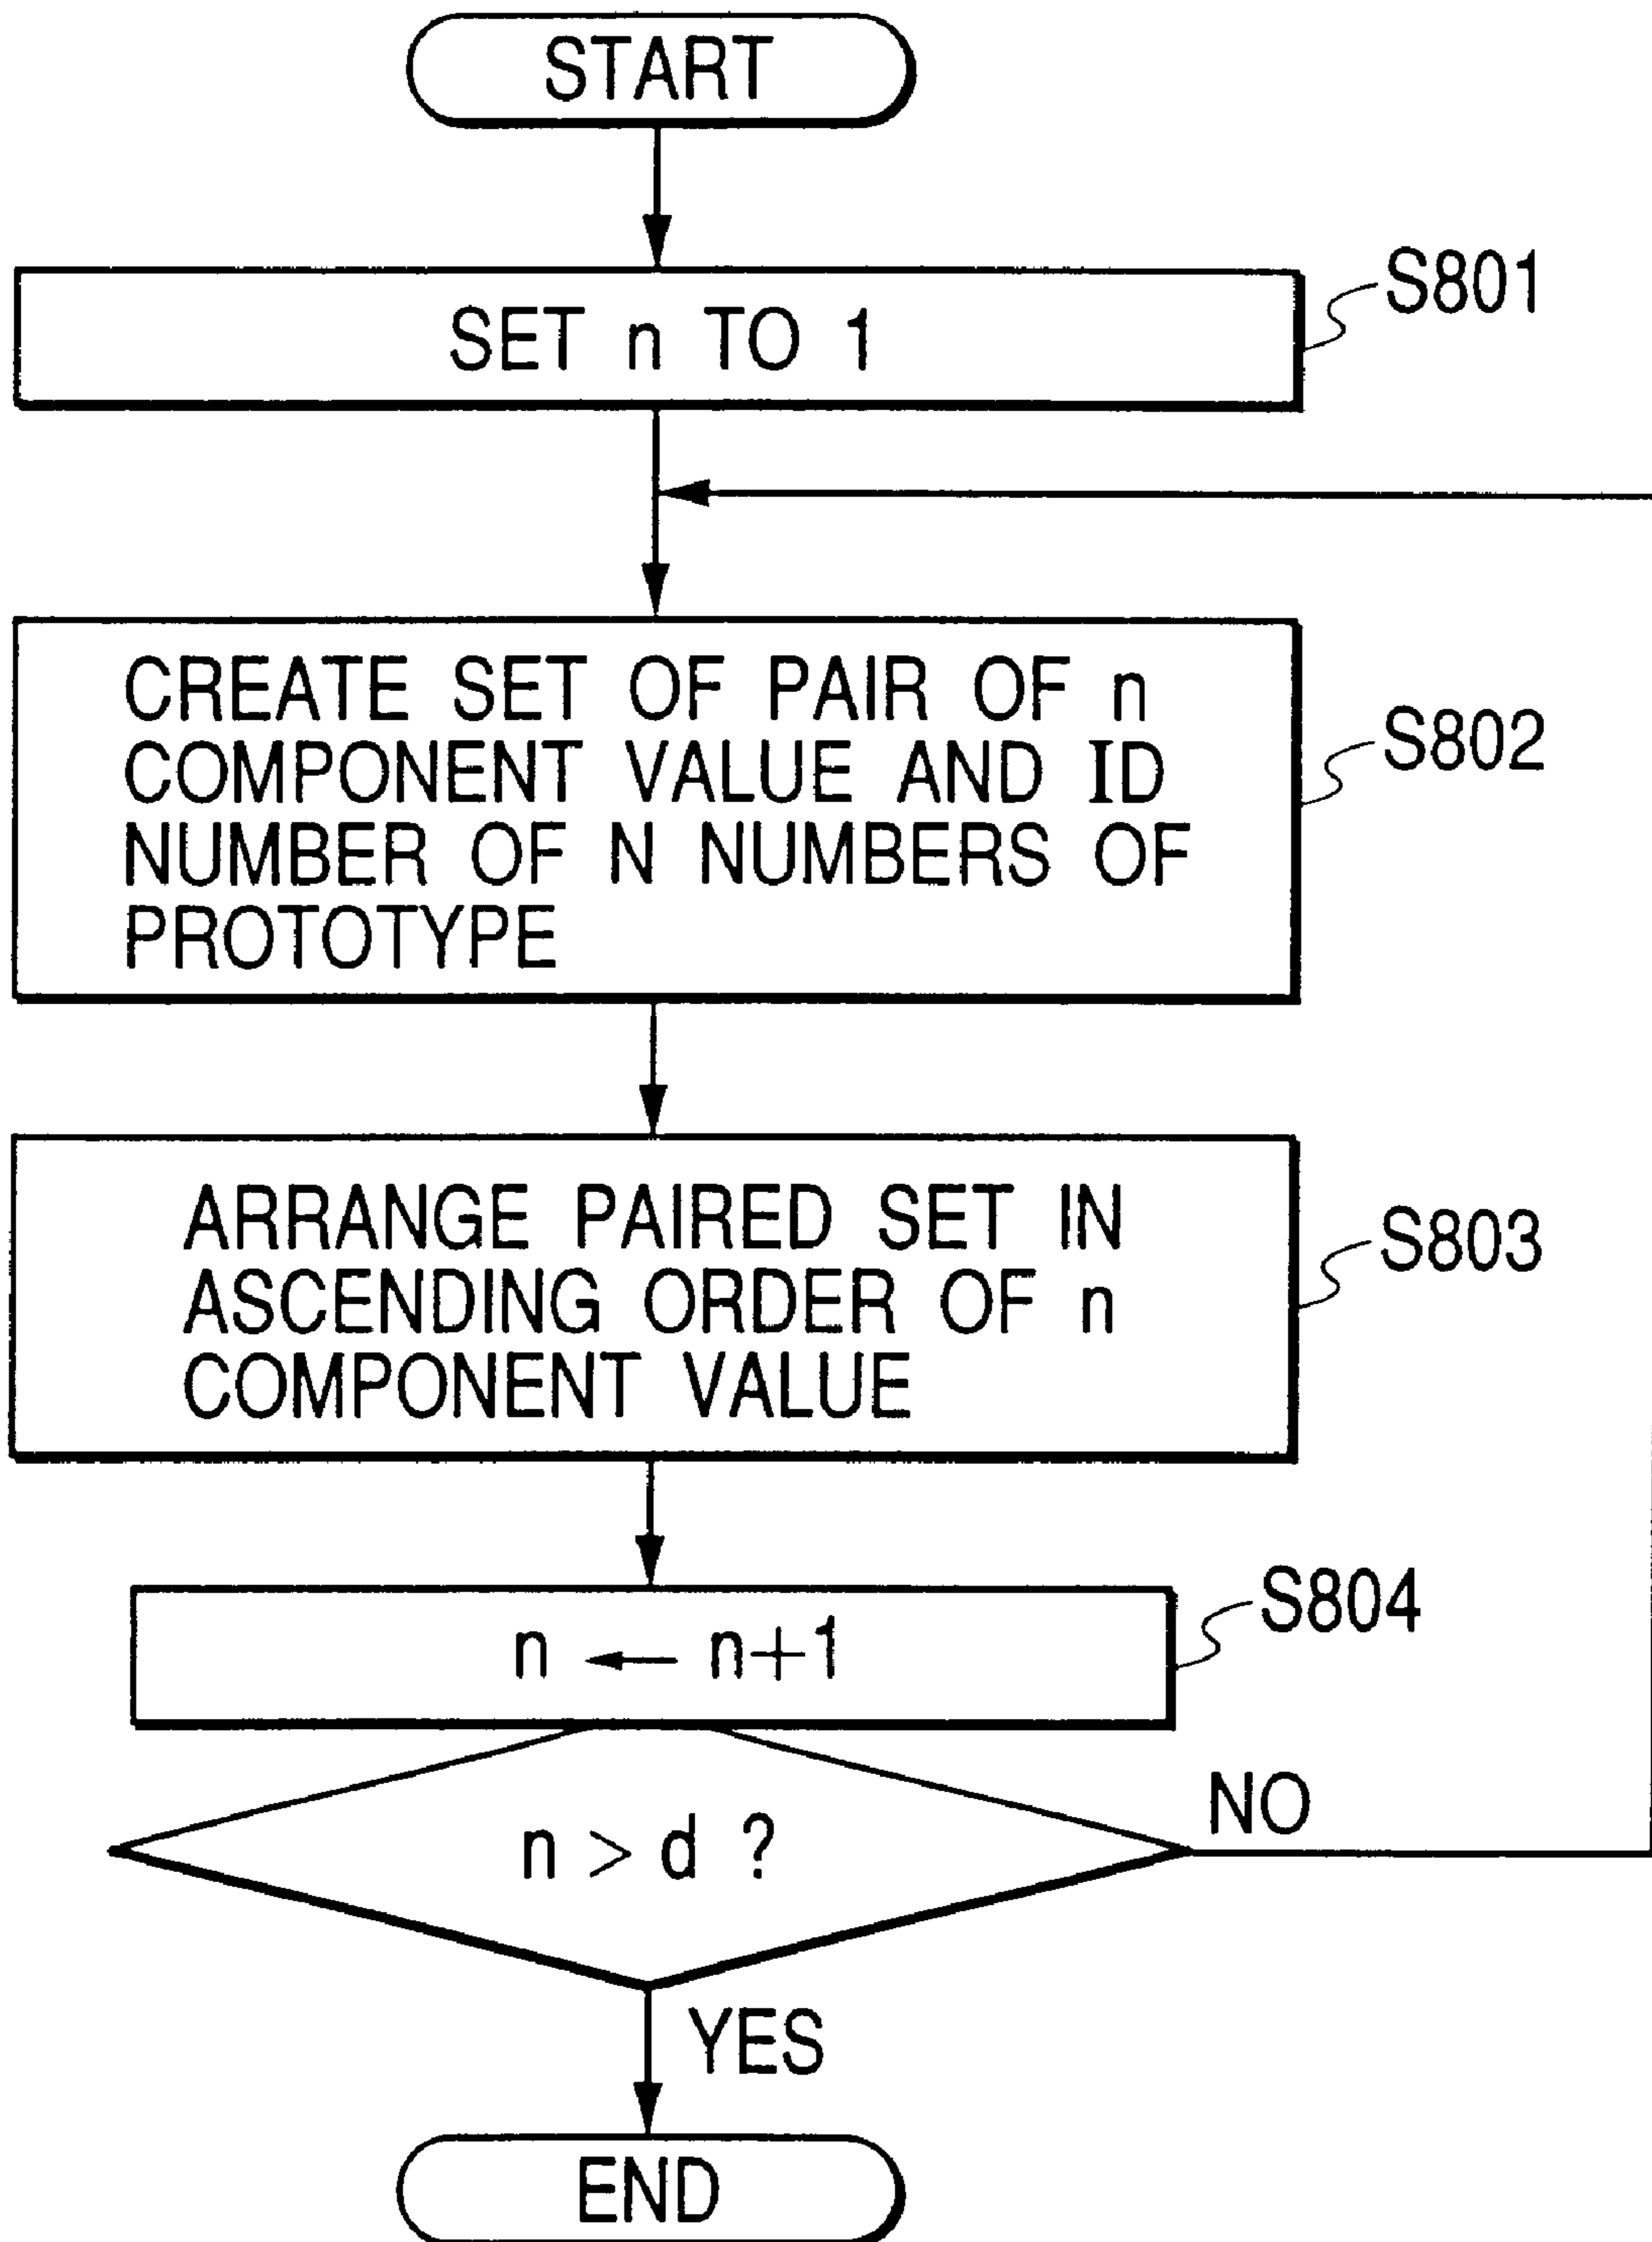 START
SET n TO 1
S801
CREATE SET OF PAIR OF n
COMPONENT VALUE AND ID
NUMBER OF N NUMBERS OF
PROTOTYPE
S802
ARRANGE PAIRED SET IN
ASCENDING ORDER OF n
COMPONENT VALUE
S803
n ← n+1
S804
n > d ?
NO
YES
END